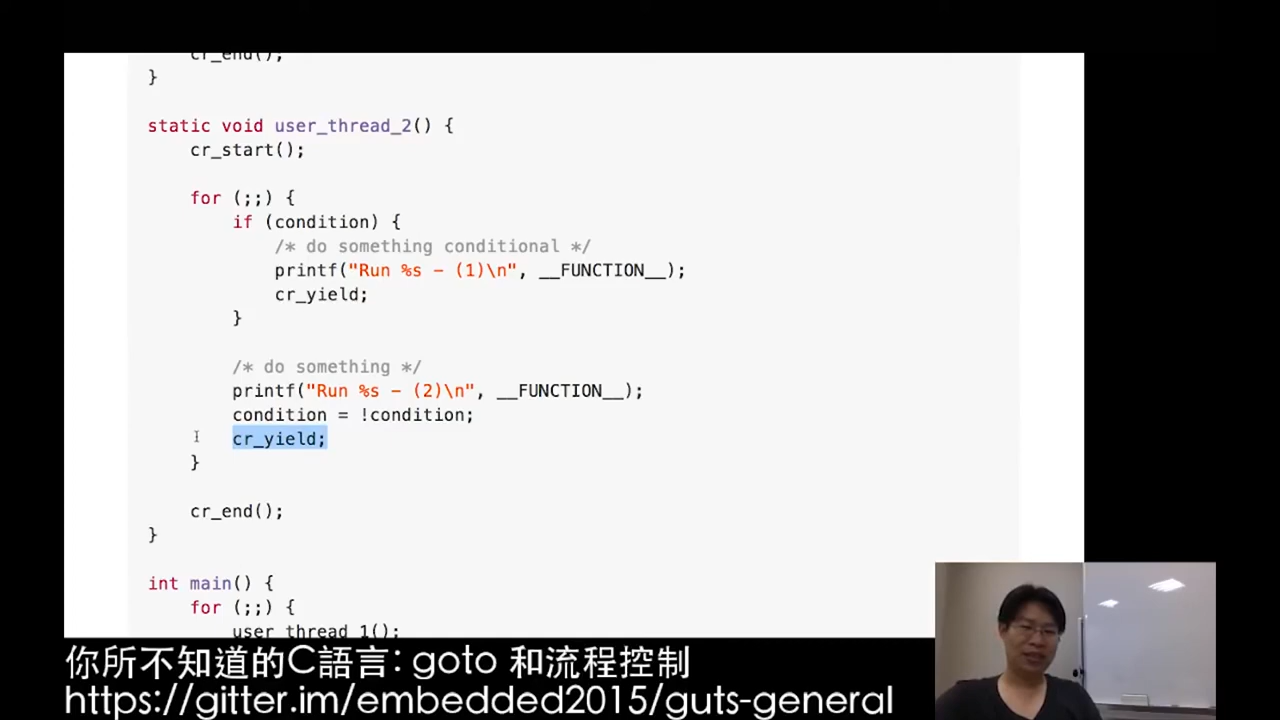 cr_end();
}
static void user_thread_2() {
cr_start();
for (;;) {
if (condition) {
/* do something conditional */
printf("Run %s - (1)\n", __FUNCTION__);
cr_yield;
}
/* do something */
printf("Run %s - (2)\n", __FUNCTION__);
condition = !condition;
cr_yield;
}
cr_end();
}
int main() {
for (;;) {
user_thread_1();
你所不知道的C語言: goto 和流程控制
https://gitter.im/embedded2015/guts-general